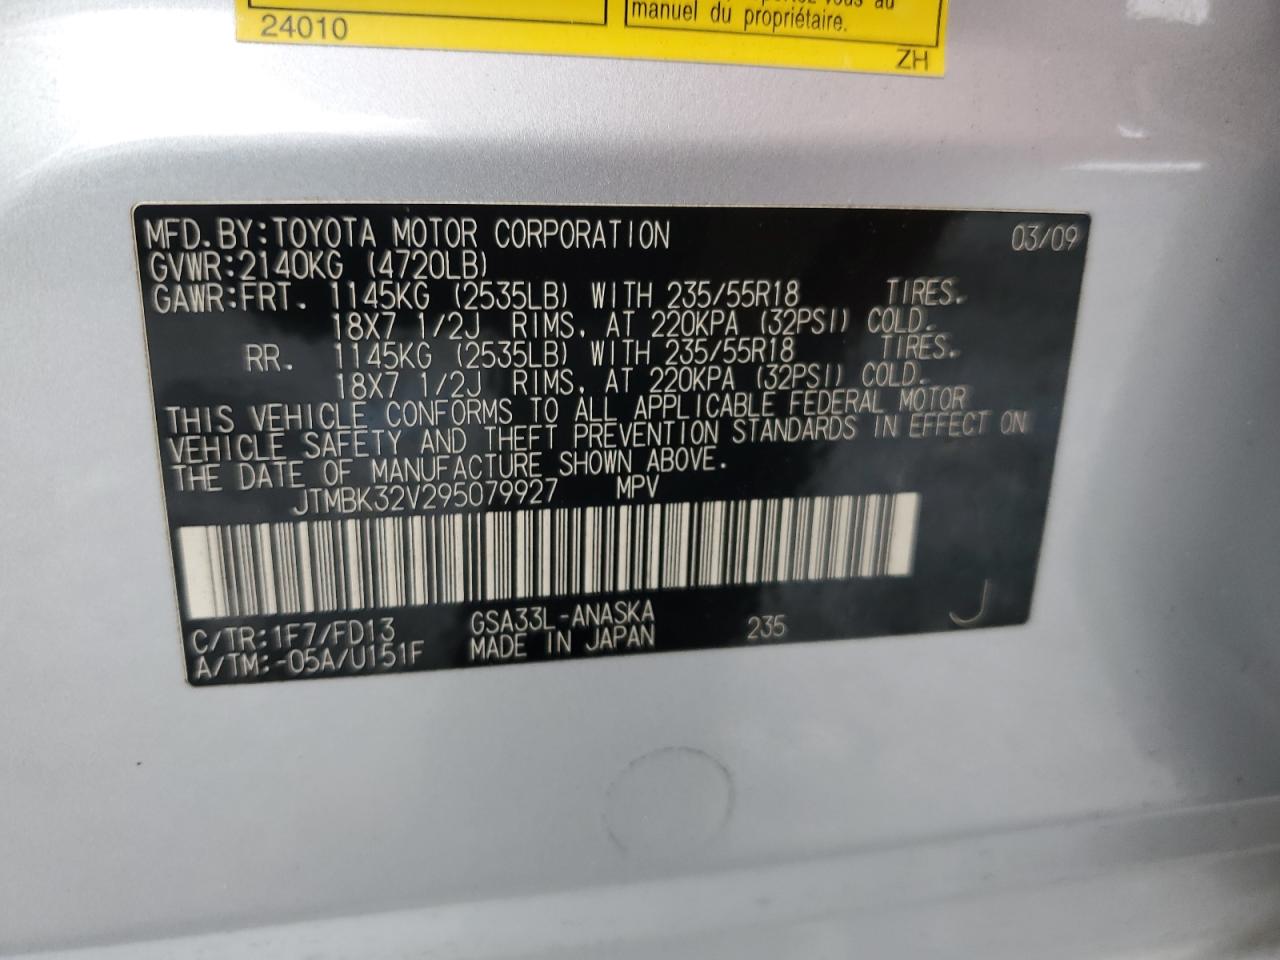 24010
vous au
manuel du propriétaire.
ZH
MFD. BY: TOYOTA MOTOR CORPORATION 03/09
GVWR: 2140KG (4720LB)
GAWR: FRT. 1145KG (2535LB) WITH 235/55R18 TIRES.
18X7 1/2J RIMS, AT 220KPA (32PSI) COLD.
RR. 1145KG (2535LB) WITH 235/55R18 TIRES.
18X7 1/2J RIMS, AT 220KPA (32PSI) COLD.
THIS VEHICLE CONFORMS TO ALL APPLICABLE FEDERAL MOTOR
VEHICLE SAFETY AND THEFT PREVENTION STANDARDS IN EFFECT ON
THE DATE OF MANUFACTURE SHOWN ABOVE.
JTMBK32V295079927 MPV
C/TR: 1F7/FD13 GSA33L-ANASKA 235 J
A/TM: -05A/U151F MADE IN JAPAN